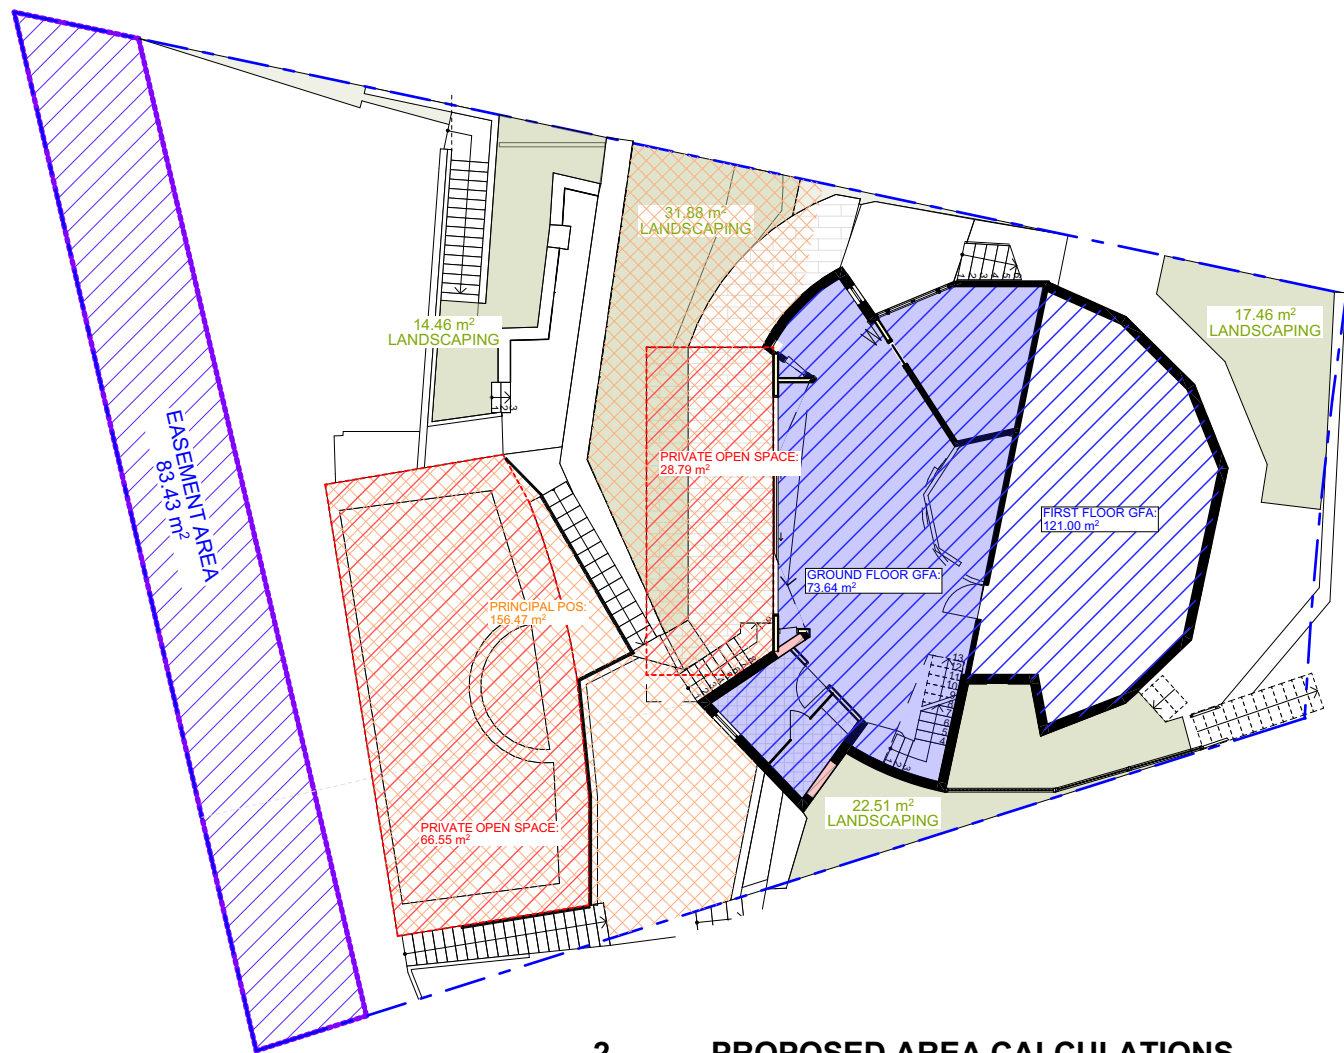 31.88 m²
LANDSCAPING
14.46 m²
LANDSCAPING
17.46 m²
LANDSCAPING
EASEMENT AREA
83.43 m²
PRIVATE OPEN SPACE:
28.79 m²
FIRST FLOOR GFA:
121.00 m²
GROUND FLOOR GFA:
73.64 m²
PRINCIPAL POS:
156.47 m²
PRIVATE OPEN SPACE:
66.55 m²
22.51 m²
LANDSCAPING
2 PROPOSED AREA CALCULATIONS